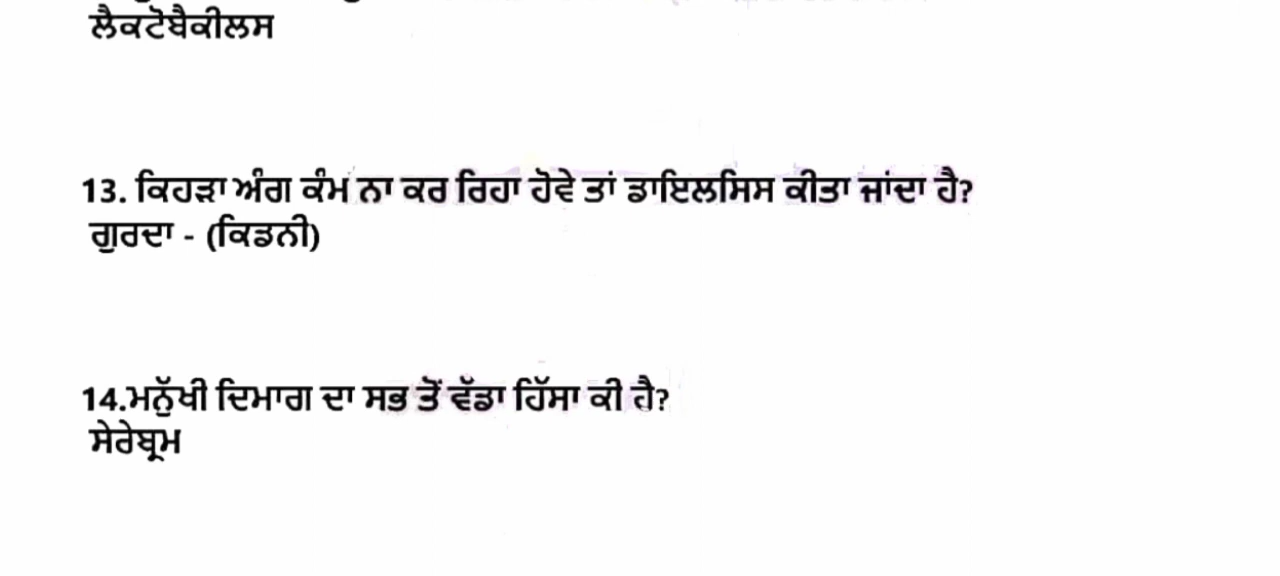 ਲੈਕਟੋਬੈਕੀਲਸ
13. ਕਿਹੜਾ ਅੰਗ ਕੰਮ ਨਾ ਕਰ ਰਿਹਾ ਹੋਵੇ ਤਾਂ ਡਾਇਲਸਿਸ ਕੀਤਾ ਜਾਂਦਾ ਹੈ?
ਗੁਰਦਾ - (ਕਿਡਨੀ)
14.ਮਨੁੱਖੀ ਦਿਮਾਗ ਦਾ ਸਭ ਤੋਂ ਵੱਡਾ ਹਿੱਸਾ ਕੀ ਹੈ?
ਸੇਰੇਬ੍ਰਮ